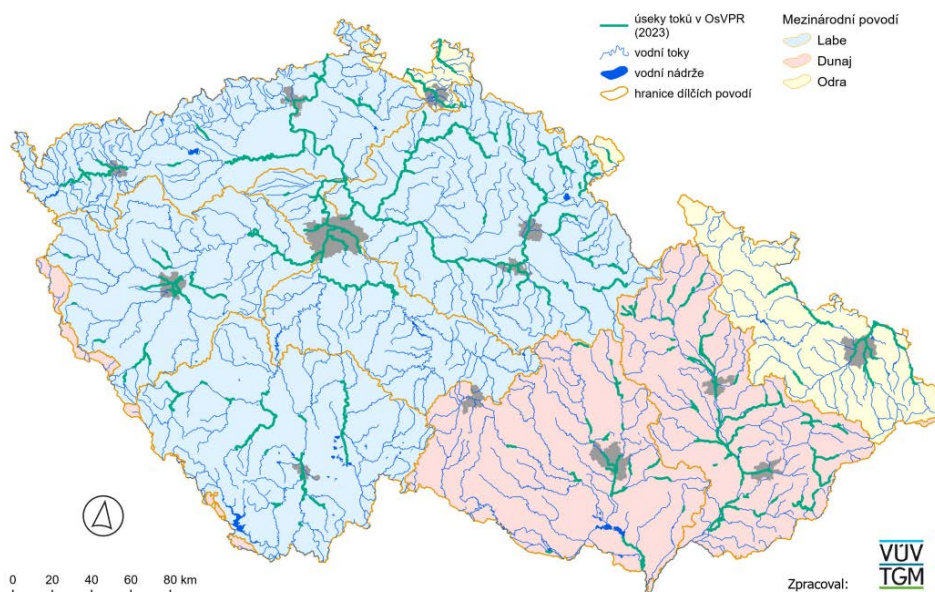 úseky toků v OsVPR
(2023)
vodní toky
vodní nádrže
hranice dílčích povodí
Mezinárodní povodí
Labe
Dunaj
Odra
0 20 40 60 80 km
Zpracoval:
VÚV
TGM